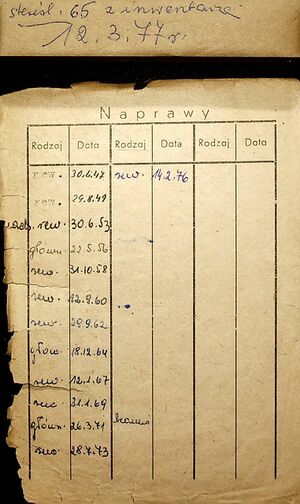 skreśl. 65 z inwentarza
12.3.77r.
Naprawy
Rodzaj Data Rodzaj Data Rodzaj Data
rew. 30.6.47 rew. 14.2.76
rew. 29.8.49
rew. 30.6.53
główn. 22.5.56
rew. 31.10.58
rew. 12.9.60
rew. 29.9.62
głów. 18.12.64
rew. 12.1.67
rew. 31.1.69
główn. 26.3.71
rew. 28.7.73